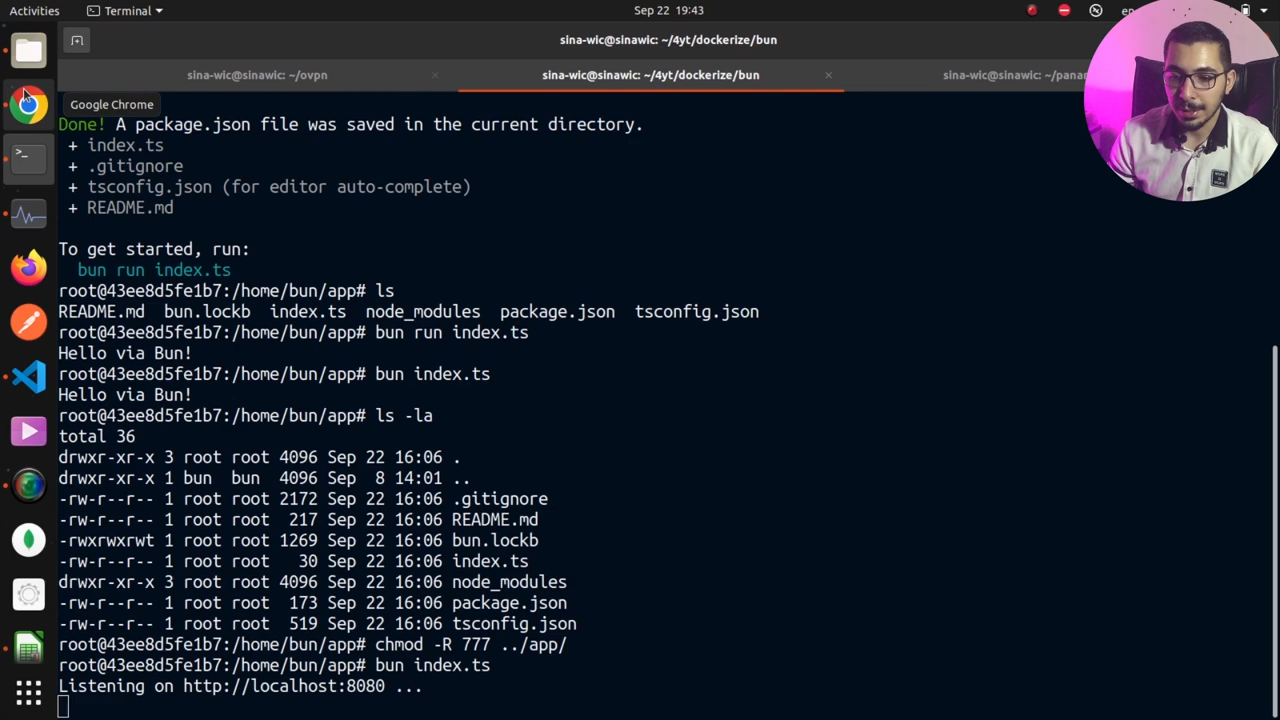 Activities
Terminal
Sep 22 19:43
en
sina-wic@sinawic: ~/4yt/dockerize/bun
sina-wic@sinawic: ~/ovpn
sina-wic@sinawic: ~/4yt/dockerize/bun
sina-wic@sinawic: ~/panar
Google Chrome
Done! A package.json file was saved in the current directory.
+ index.ts
+ .gitignore
+ tsconfig.json (for editor auto-complete)
+ README.md
To get started, run:
bun run index.ts
root@43ee8d5fe1b7:/home/bun/app# ls
README.md bun.lockb index.ts node_modules package.json tsconfig.json
root@43ee8d5fe1b7:/home/bun/app# bun run index.ts
Hello via Bun!
root@43ee8d5fe1b7:/home/bun/app# bun index.ts
Hello via Bun!
root@43ee8d5fe1b7:/home/bun/app# ls -la
total 36
drwxr-xr-x 3 root root 4096 Sep 22 16:06 .
drwxr-xr-x 1 bun bun 4096 Sep 8 14:01 ..
-rw-r--r-- 1 root root 2172 Sep 22 16:06 .gitignore
-rw-r--r-- 1 root root 217 Sep 22 16:06 README.md
-rwxrwxrwt 1 root root 1269 Sep 22 16:06 bun.lockb
-rw-r--r-- 1 root root 30 Sep 22 16:06 index.ts
drwxr-xr-x 3 root root 4096 Sep 22 16:06 node_modules
-rw-r--r-- 1 root root 173 Sep 22 16:06 package.json
-rw-r--r-- 1 root root 519 Sep 22 16:06 tsconfig.json
root@43ee8d5fe1b7:/home/bun/app# chmod -R 777 ../app/
root@43ee8d5fe1b7:/home/bun/app# bun index.ts
Listening on http://localhost:8080 ...